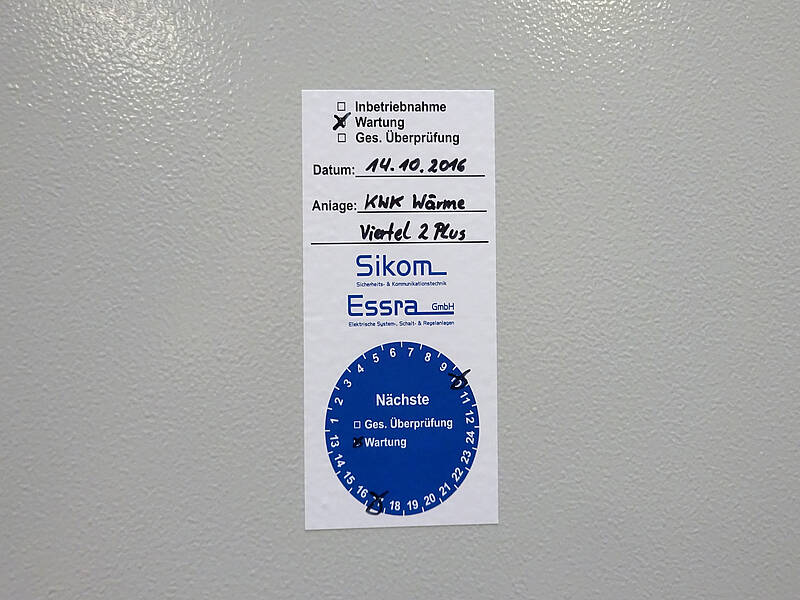 Inbetriebnahme
Wartung
Ges. Überprüfung
Datum: 14.10.2016
Anlage: KWK Wärme
Viertel 2 Plus
Sikom
Sicherheits- & Kommunikationstechnik
Essra GmbH
Elektrische System-, Schalt- & Regelanlagen
1 2 3 4 5 6 7 8 9 11 12
Nächste
Ges. Überprüfung
Wartung
13 14 15 16 18 19 20 21 22 23 24